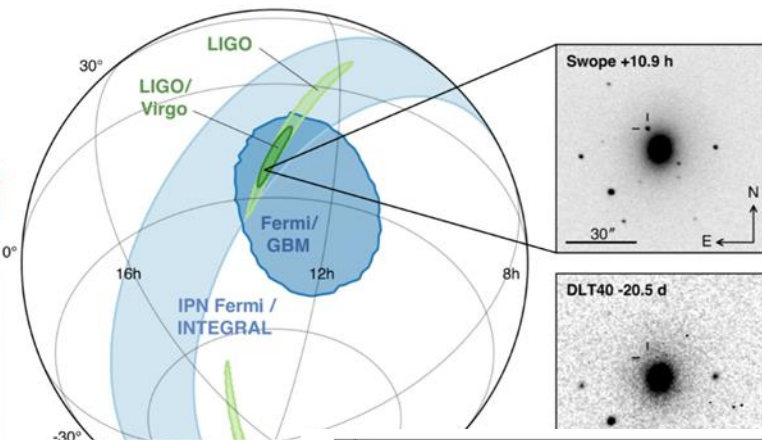 LIGO
30°
LIGO/
Virgo
Swope +10.9 h
N
E
30″
Fermi/
GBM
0°
16h
12h
8h
IPN Fermi /
INTEGRAL
DLT40 -20.5 d
-30°